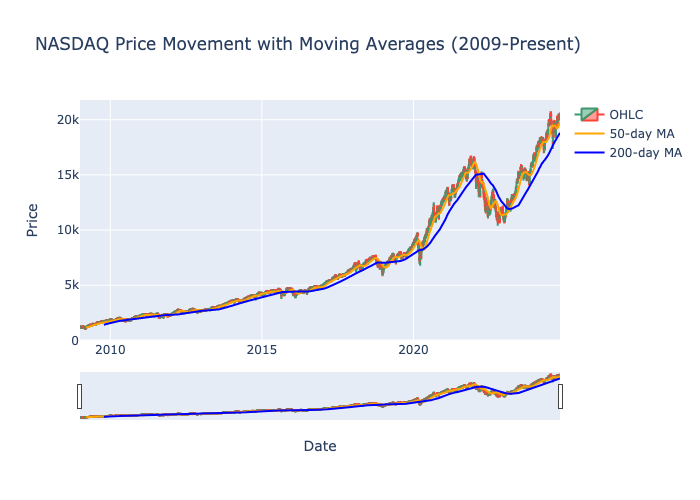 NASDAQ Price Movement with Moving Averages (2009-Present)
OHLC
50-day MA
200-day MA
20k
15k
10k
5k
0
Price
2010
2015
2020
Date